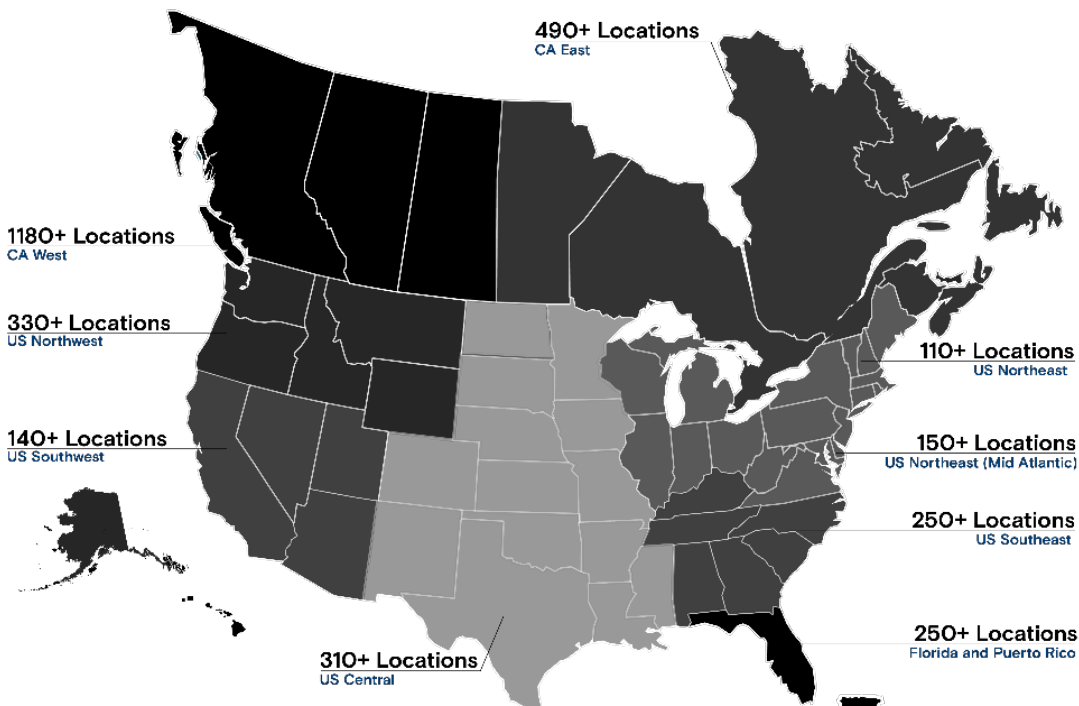 490+ Locations
CA East
1180+ Locations
CA West
330+ Locations
US Northwest
110+ Locations
US Northeast
140+ Locations
US Southwest
150+ Locations
US Northeast (Mid Atlantic)
250+ Locations
US Southeast
250+ Locations
Florida and Puerto Rico
310+ Locations
US Central